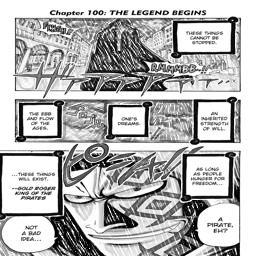 Chapter 100: THE LEGEND BEGINS
THESE THINGS
CANNOT BE
STOPPED.
RMMMBB...!!
AN
INHERITED
STRENGTH
OF WILL.
ONE'S
DREAMS.
THE EBB
AND FLOW
OF THE
AGES.
AS LONG
AS PEOPLE
HUNGER FOR
FREEDOM...
...THESE
THINGS WILL
EXIST.
--GOLD ROGER
KING OF THE
PIRATES
A
PIRATE,
EH?
NOT
A BAD
IDEA...